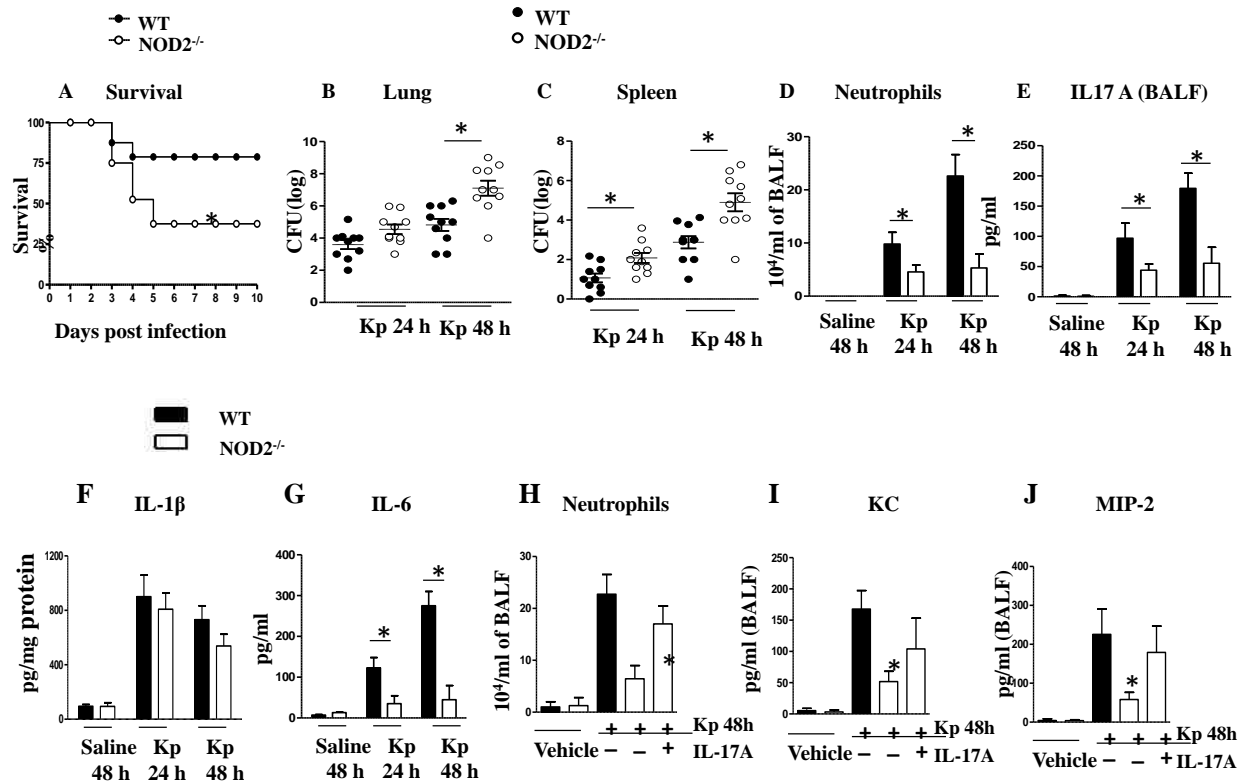 WT
NOD2-/-
WT
NOD2-/-
A Survival
100
75
50
25
0
Survival
%
*
0 1 2 3 4 5 6 7 8 9 10
Days post infection
B Lung
10
8
6
4
2
0
CFU(log)
*
Kp 24 h Kp 48 h
C Spleen
8
6
4
2
0
CFU(log)
* *
Kp 24 h Kp 48 h
D Neutrophils
30
20
10
0
10⁴/ml of BALF
* *
Saline Kp Kp
48 h 24 h 48 h
E IL17 A (BALF)
250
200
150
100
50
0
pg/ml
* *
Saline Kp Kp
48 h 24 h 48 h
WT
NOD2-/-
F IL-1β
1200
800
400
0
pg/mg protein
Saline Kp Kp
48 h 24 h 48 h
G IL-6
400
300
200
100
0
pg/ml
* *
Saline Kp Kp
48 h 24 h 48 h
H Neutrophils
30
20
10
0
10⁴/ml of BALF
*
+ + + Kp 48h
Vehicle – – + IL-17A
I KC
200
150
100
50
0
pg/ml (BALF)
*
+ + + Kp 48h
Vehicle – – + IL-17A
J MIP-2
400
300
200
100
0
pg/ml (BALF)
*
+ + + Kp 48h
Vehicle – – + IL-17A